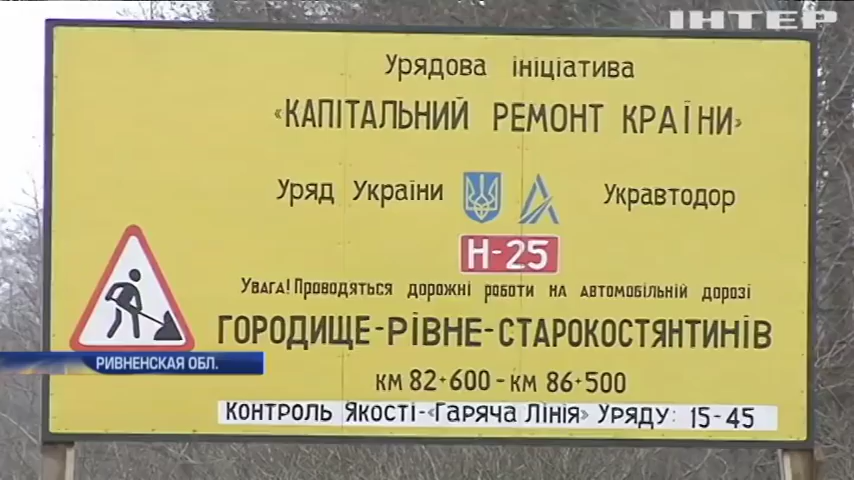 ІНТЕР
Урядова ініціатива
«КАПІТАЛЬНИЙ РЕМОНТ КРАЇНИ»
Уряд України Укравтодор
Н-25
Увага! Проводяться дорожні роботи на автомобільній дорозі
ГОРОДИЩЕ-РІВНЕ-СТАРОКОСТЯНТИНІВ
км 82+600 - км 86+500
Контроль якості-«Гаряча лінія» Уряду: 15-45
РИВНЕНСКАЯ ОБЛ.